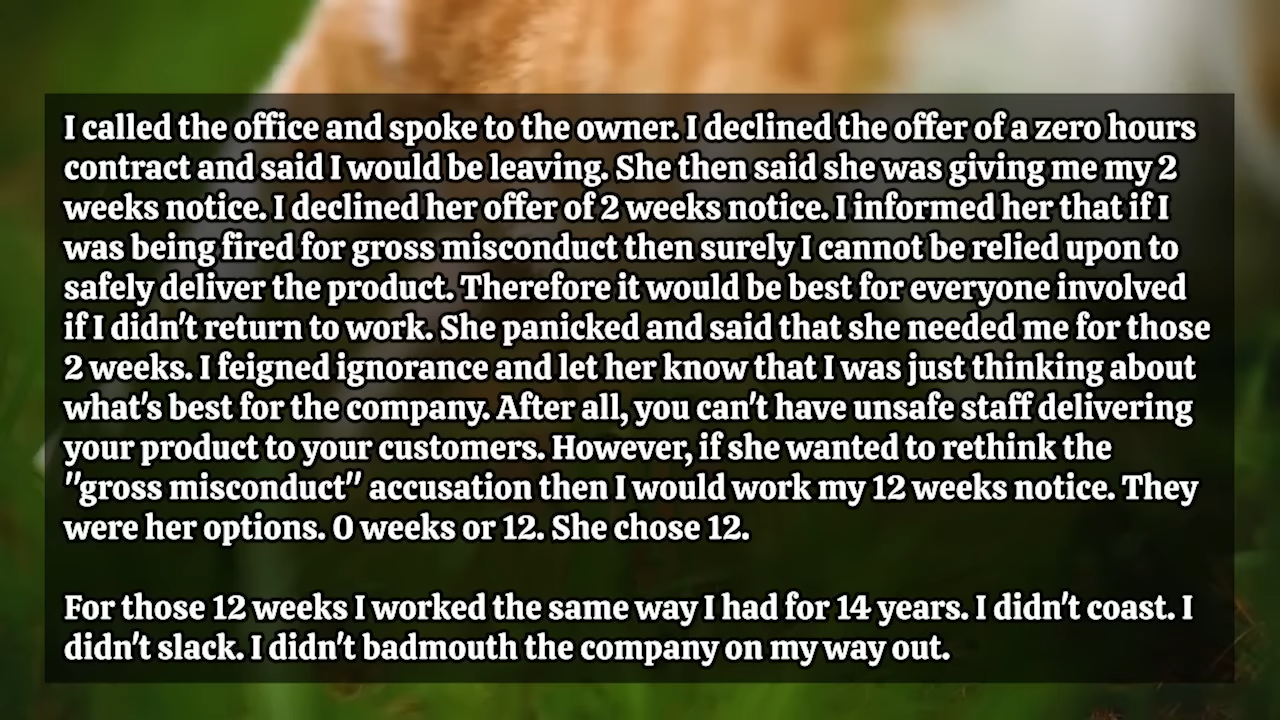 I called the office and spoke to the owner. I declined the offer of a zero hours
contract and said I would be leaving. She then said she was giving me my 2
weeks notice. I declined her offer of 2 weeks notice. I informed her that if I
was being fired for gross misconduct then surely I cannot be relied upon to
safely deliver the product. Therefore it would be best for everyone involved
if I didn't return to work. She panicked and said that she needed me for those
2 weeks. I feigned ignorance and let her know that I was just thinking about
what's best for the company. After all, you can't have unsafe staff delivering
your product to your customers. However, if she wanted to rethink the
"gross misconduct" accusation then I would work my 12 weeks notice. They
were her options. 0 weeks or 12. She chose 12.
For those 12 weeks I worked the same way I had for 14 years. I didn't coast. I
didn't slack. I didn't badmouth the company on my way out.